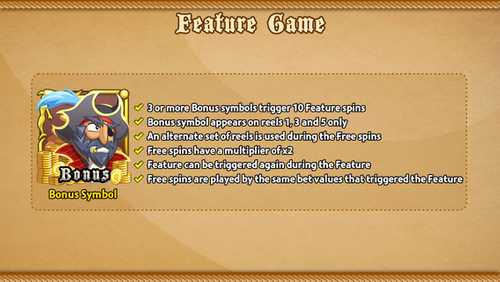 Feature Game
3 or more Bonus symbols trigger 10 Feature spins
Bonus symbol appears on reels 1, 3 and 5 only
An alternate set of reels is used during the Free spins
Free spins have a multiplier of x2
Feature can be triggered again during the Feature
Free spins are played by the same bet values that triggered the Feature
Bonus
Bonus Symbol